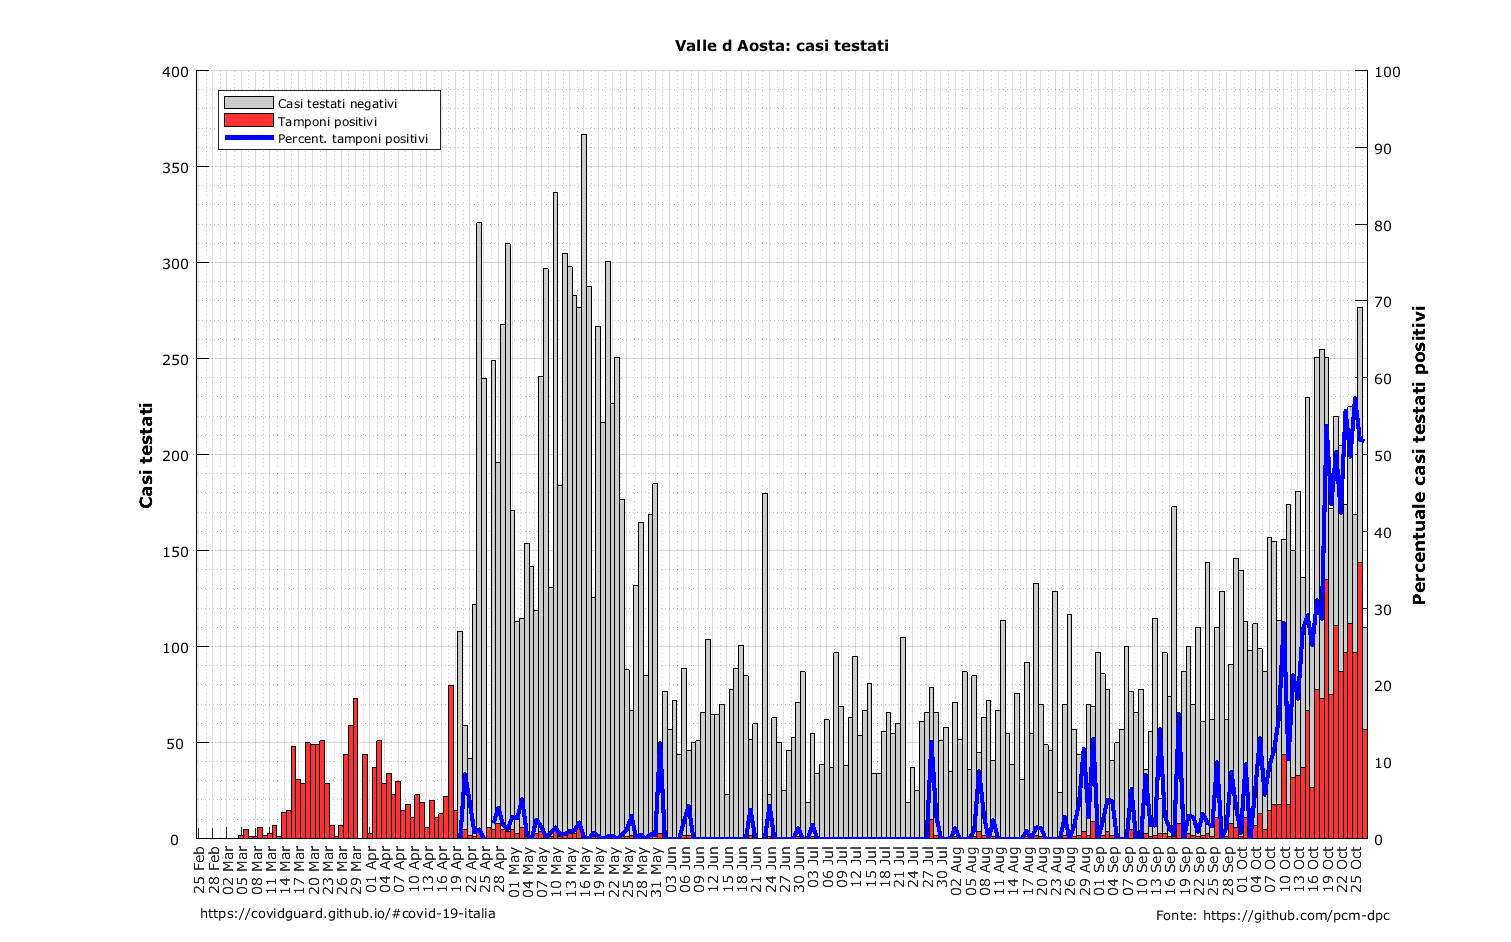 Valle d Aosta: casi testati
Casi testati negativi
Tamponi positivi
Percent. tamponi positivi
400
350
300
250
200
150
100
50
0
100
90
80
70
60
50
40
30
20
10
0
Casi testati
Percentuale casi testati positivi
25 Feb
28 Feb
02 Mar
05 Mar
08 Mar
11 Mar
14 Mar
17 Mar
20 Mar
23 Mar
26 Mar
29 Mar
01 Apr
04 Apr
07 Apr
10 Apr
13 Apr
16 Apr
19 Apr
22 Apr
25 Apr
28 Apr
01 May
04 May
07 May
10 May
13 May
16 May
19 May
22 May
25 May
28 May
31 May
03 Jun
06 Jun
09 Jun
12 Jun
15 Jun
18 Jun
21 Jun
24 Jun
27 Jun
30 Jun
03 Jul
06 Jul
09 Jul
12 Jul
15 Jul
18 Jul
21 Jul
24 Jul
27 Jul
30 Jul
02 Aug
05 Aug
08 Aug
11 Aug
14 Aug
17 Aug
20 Aug
23 Aug
26 Aug
29 Aug
01 Sep
04 Sep
07 Sep
10 Sep
13 Sep
16 Sep
19 Sep
22 Sep
25 Sep
28 Sep
01 Oct
04 Oct
07 Oct
10 Oct
13 Oct
16 Oct
19 Oct
22 Oct
25 Oct
https://covidguard.github.io/#covid-19-italia
Fonte: https://github.com/pcm-dpc